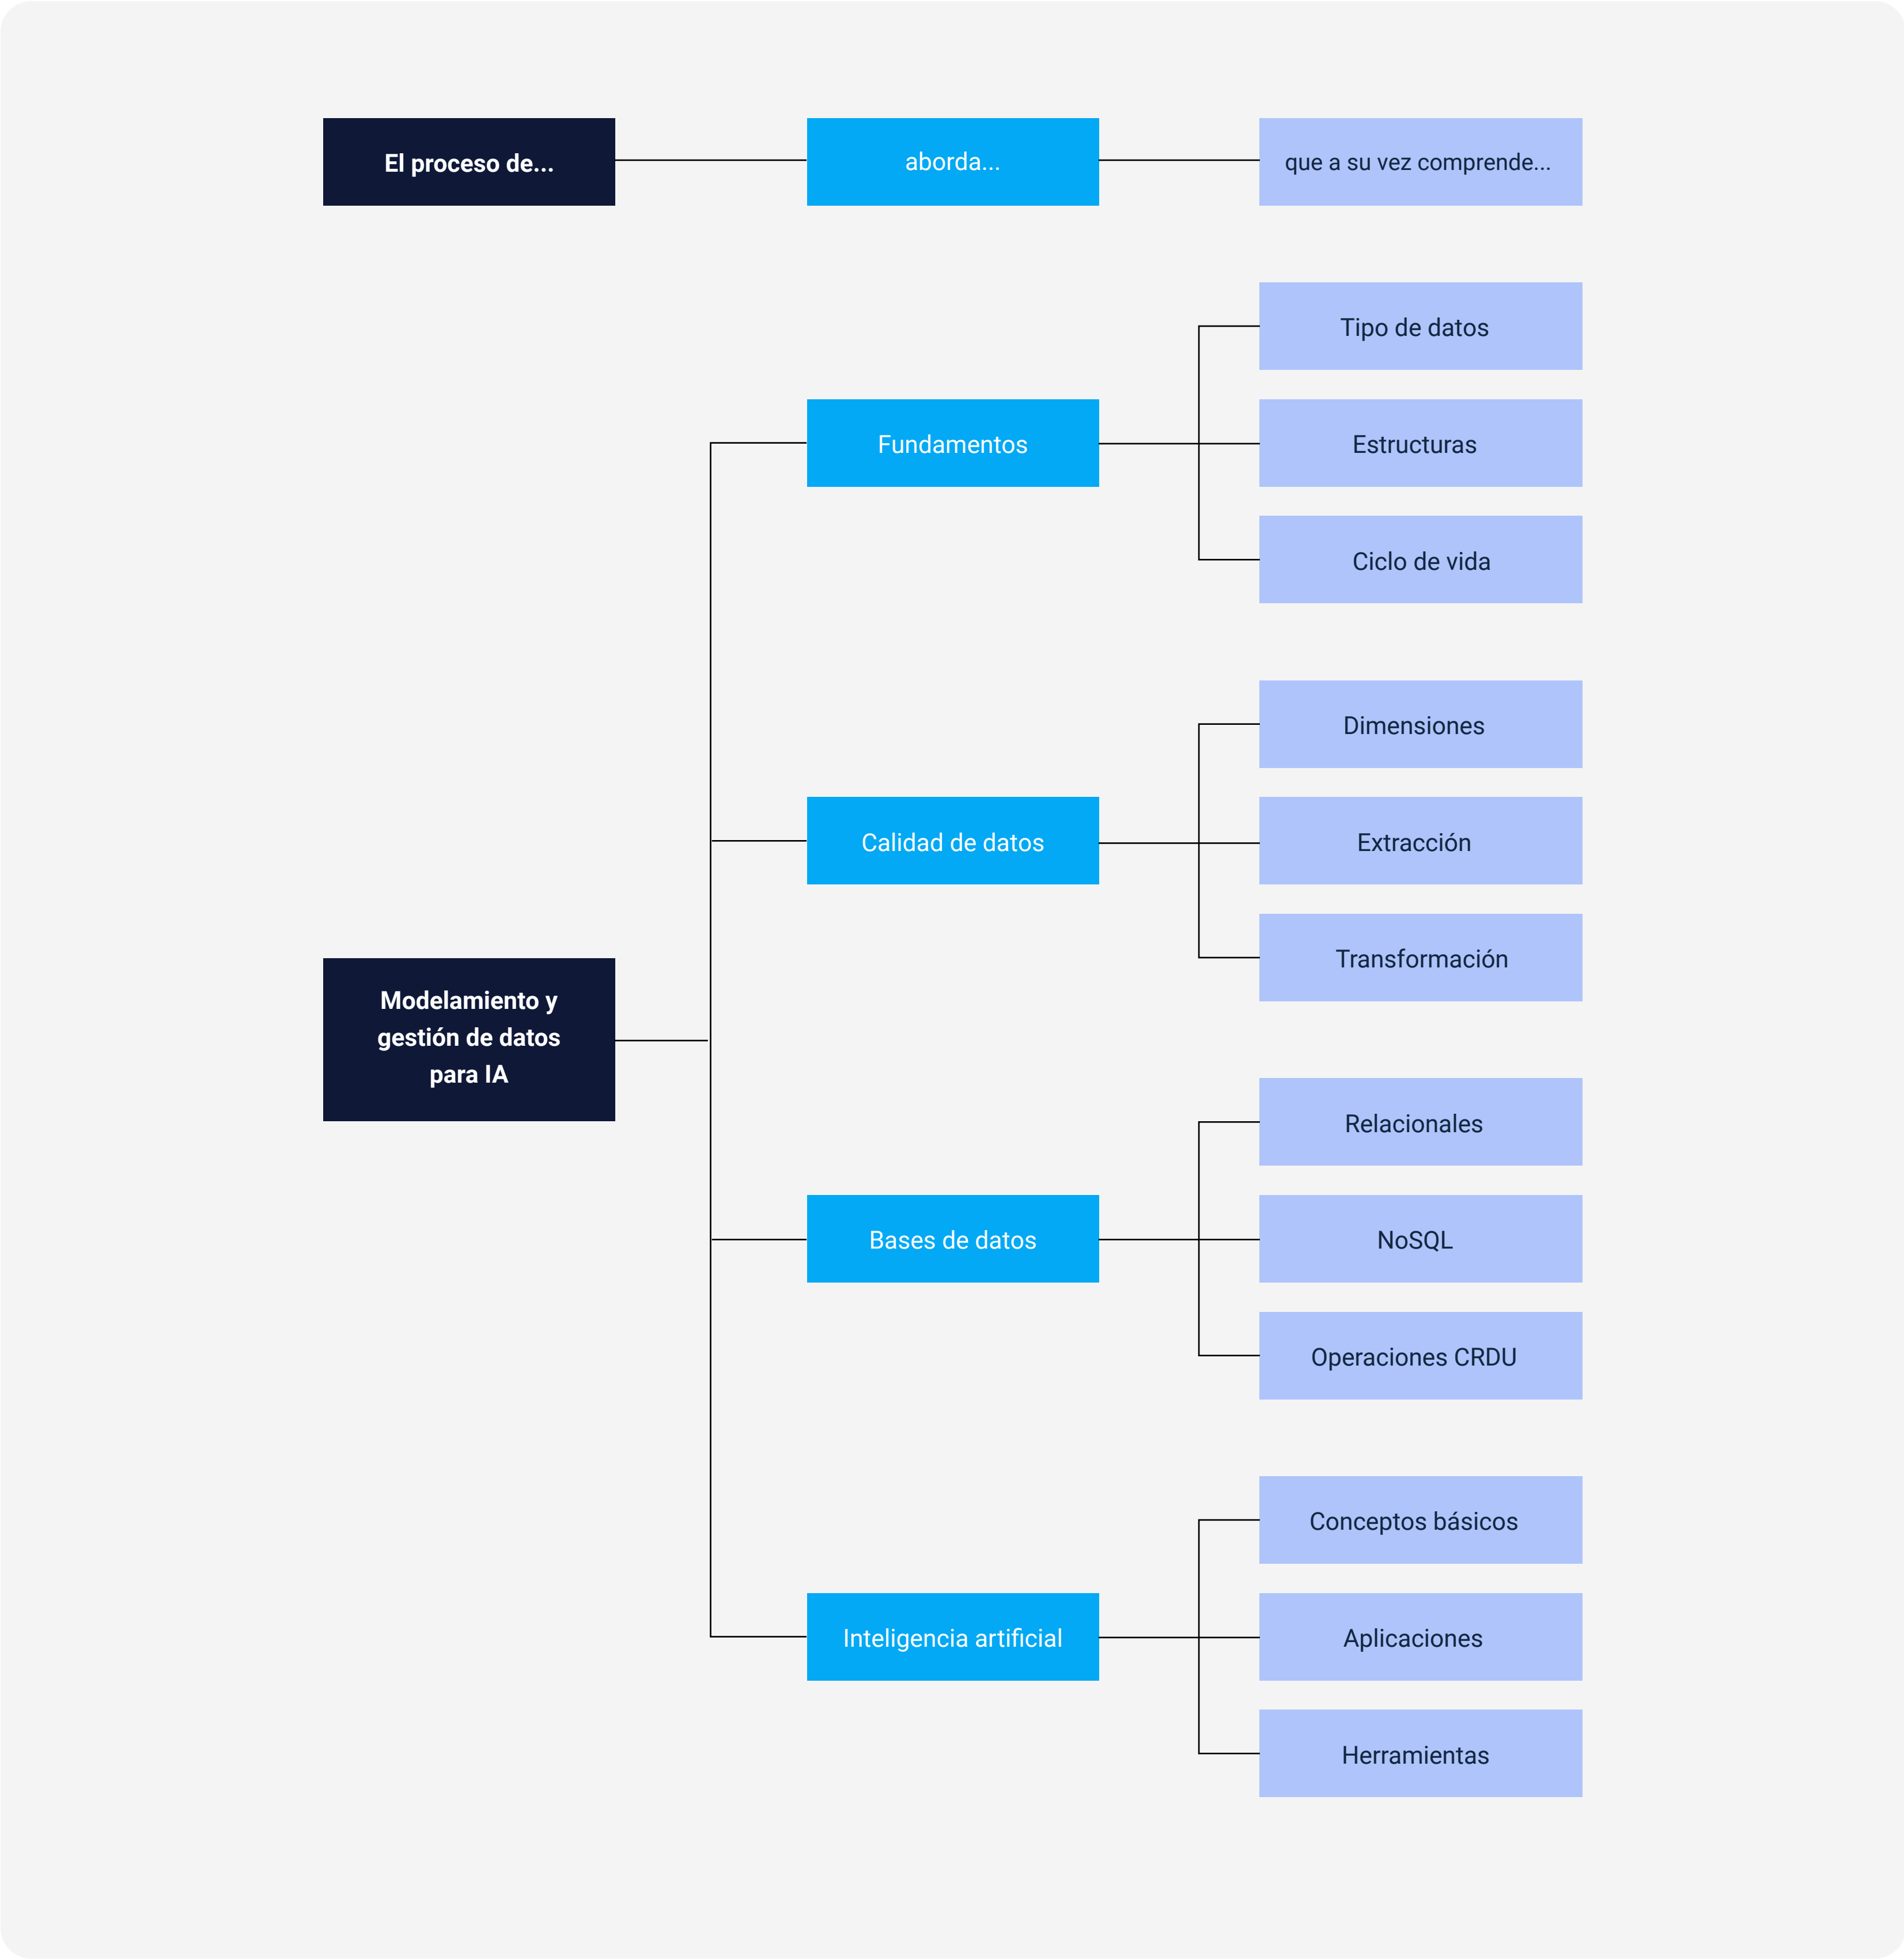 El proceso de...
aborda...
que a su vez comprende...
Tipo de datos
Fundamentos
Estructuras
Ciclo de vida
Dimensiones
Calidad de datos
Extracción
Transformación
Modelamiento y
gestión de datos
para IA
Relacionales
Bases de datos
NoSQL
Operaciones CRDU
Conceptos básicos
Inteligencia artificial
Aplicaciones
Herramientas